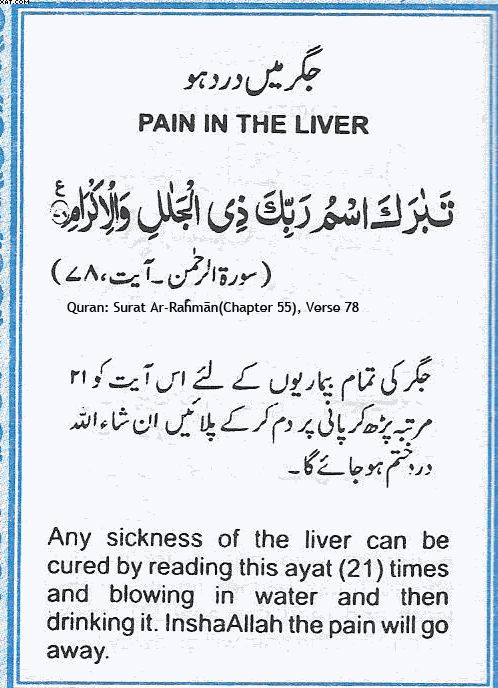 جگر میں درد ہو
PAIN IN THE LIVER
تَبٰرَكَ اسْمُ رَبِّكَ ذِی الْجَلٰلِ وَالْاِكْرَامِ
(سورۃ الرحمٰن ۔ آیت، ۷۸)
Quran: Surat Ar-Raĥmān(Chapter 55), Verse 78
جگر کی تمام بیماریوں کے لئے اس آیت کو ۲۱
مرتبہ پڑھ کر پانی پر دم کر کے پلائیں ان شاء اللہ
درد ختم ہو جائے گا۔
Any sickness of the liver can be
cured by reading this ayat (21) times
and blowing in water and then
drinking it. InshaAllah the pain will go
away.